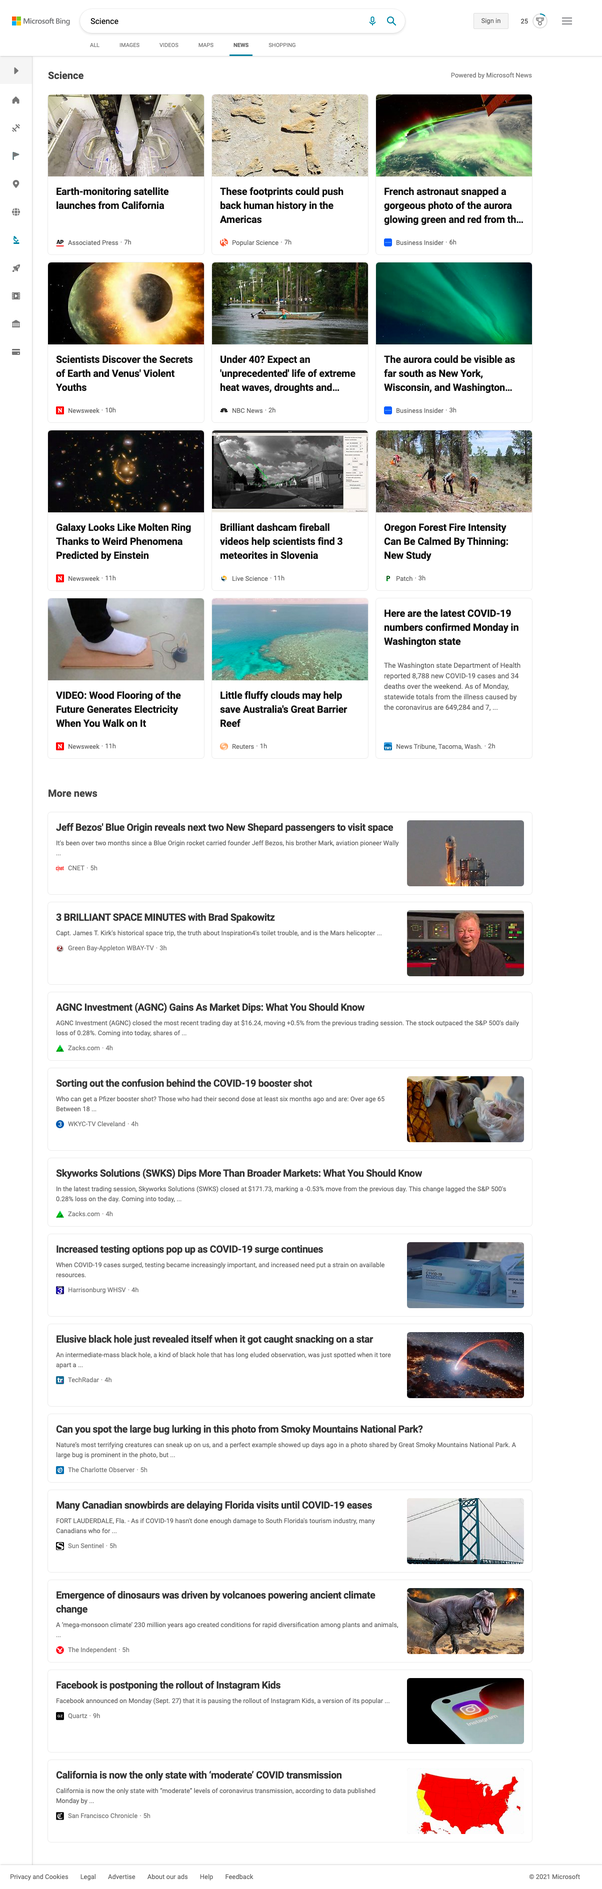 Microsoft Bing
Science
Sign in
25
ALL IMAGES VIDEOS MAPS NEWS SHOPPING
Science
Powered by Microsoft News
Earth-monitoring satellite
launches from California
AP Associated Press · 7h
These footprints could push
back human history in the
Americas
Popular Science · 7h
French astronaut snapped a
gorgeous photo of the aurora
glowing green and red from th...
Business Insider · 6h
Scientists Discover the Secrets
of Earth and Venus' Violent
Youths
N Newsweek · 10h
Under 40? Expect an
'unprecedented' life of extreme
heat waves, droughts and...
NBC News · 2h
The aurora could be visible as
far south as New York,
Wisconsin, and Washington...
Business Insider · 3h
Galaxy Looks Like Molten Ring
Thanks to Weird Phenomena
Predicted by Einstein
N Newsweek · 11h
Brilliant dashcam fireball
videos help scientists find 3
meteorites in Slovenia
Live Science · 11h
Oregon Forest Fire Intensity
Can Be Calmed By Thinning:
New Study
P Patch · 3h
VIDEO: Wood Flooring of the
Future Generates Electricity
When You Walk on It
N Newsweek · 11h
Little fluffy clouds may help
save Australia's Great Barrier
Reef
Reuters · 1h
Here are the latest COVID-19
numbers confirmed Monday in
Washington state
The Washington state Department of Health
reported 8,788 new COVID-19 cases and 34
deaths over the weekend. As of Monday,
statewide totals from the illness caused by
the coronavirus are 649,284 and 7, ...
News Tribune, Tacoma, Wash. · 2h
More news
Jeff Bezos' Blue Origin reveals next two New Shepard passengers to visit space
It's been over two months since a Blue Origin rocket carried founder Jeff Bezos, his brother Mark, aviation pioneer Wally
...
CNET · 5h
3 BRILLIANT SPACE MINUTES with Brad Spakowitz
Capt. James T. Kirk's historical space trip, the truth about Inspiration4's toilet trouble, and is the Mars helicopter ...
Green Bay-Appleton WBAY-TV · 3h
AGNC Investment (AGNC) Gains As Market Dips: What You Should Know
AGNC Investment (AGNC) closed the most recent trading day at $16.24, moving +0.5% from the previous trading session. The stock outpaced the S&P 500's daily
loss of 0.28%. Coming into today, shares of ...
Zacks.com · 4h
Sorting out the confusion behind the COVID-19 booster shot
Who can get a Pfizer booster shot? Those who had their second dose at least six months ago and are: Over age 65
Between 18 ...
WKYC-TV Cleveland · 4h
Skyworks Solutions (SWKS) Dips More Than Broader Markets: What You Should Know
In the latest trading session, Skyworks Solutions (SWKS) closed at $171.73, marking a -0.53% move from the previous day. This change lagged the S&P 500's
0.28% loss on the day. Coming into today, ...
Zacks.com · 4h
Increased testing options pop up as COVID-19 surge continues
When COVID-19 cases surged, testing became increasingly important, and increased need put a strain on available
resources.
3 Harrisonburg WHSV · 4h
Elusive black hole just revealed itself when it got caught snacking on a star
An intermediate-mass black hole, a kind of black hole that has long eluded observation, was just spotted when it tore
apart a ...
tr TechRadar · 4h
Can you spot the large bug lurking in this photo from Smoky Mountains National Park?
Nature's most terrifying creatures can sneak up on us, and a perfect example showed up days ago in a photo shared by Great Smoky Mountains National Park. A
large bug is prominent in the photo, but ...
The Charlotte Observer · 5h
Many Canadian snowbirds are delaying Florida visits until COVID-19 eases
FORT LAUDERDALE, Fla. - As if COVID-19 hasn't done enough damage to South Florida's tourism industry, many
Canadians who for ...
Sun Sentinel · 5h
Emergence of dinosaurs was driven by volcanoes powering ancient climate
change
A 'mega-monsoon climate' 230 million years ago created conditions for rapid diversification among plants and animals,
...
The Independent · 5h
Facebook is postponing the rollout of Instagram Kids
Facebook announced on Monday (Sept. 27) that it is pausing the rollout of Instagram Kids, a version of its popular ...
Quartz · 9h
California is now the only state with 'moderate' COVID transmission
California is now the only state with "moderate" levels of coronavirus transmission, according to data published
Monday by ...
San Francisco Chronicle · 5h
Privacy and Cookies Legal Advertise About our ads Help Feedback
© 2021 Microsoft